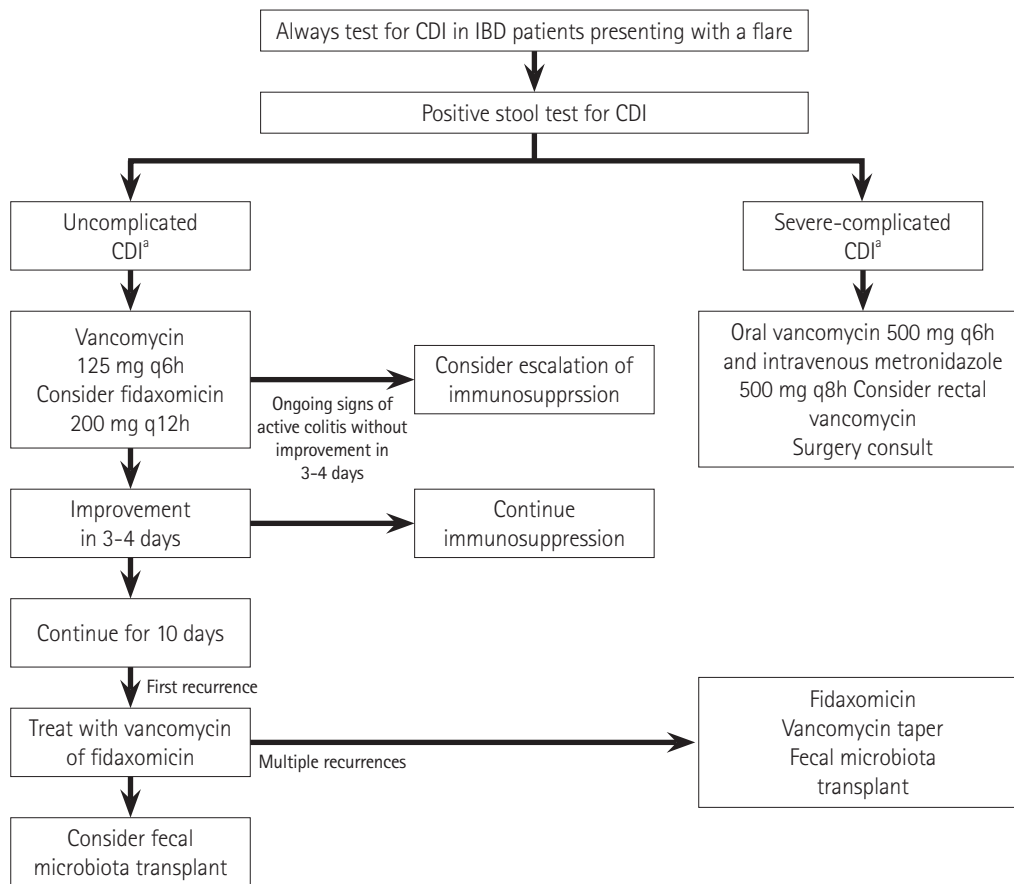 Always test for CDI in IBD patients presenting with a flare
Positive stool test for CDI
Uncomplicated
CDIᵃ
Severe-complicated
CDIᵃ
Vancomycin
125 mg q6h
Consider fidaxomicin
200 mg q12h
Ongoing signs of
active colitis without
improvement in
3-4 days
Consider escalation of
immunosupprssion
Oral vancomycin 500 mg q6h
and intravenous metronidazole
500 mg q8h Consider rectal
vancomycin
Surgery consult
Improvement
in 3-4 days
Continue
immunosuppression
Continue for 10 days
First recurrence
Treat with vancomycin
of fidaxomicin
Multiple recurrences
Fidaxomicin
Vancomycin taper
Fecal microbiota
transplant
Consider fecal
microbiota transplant